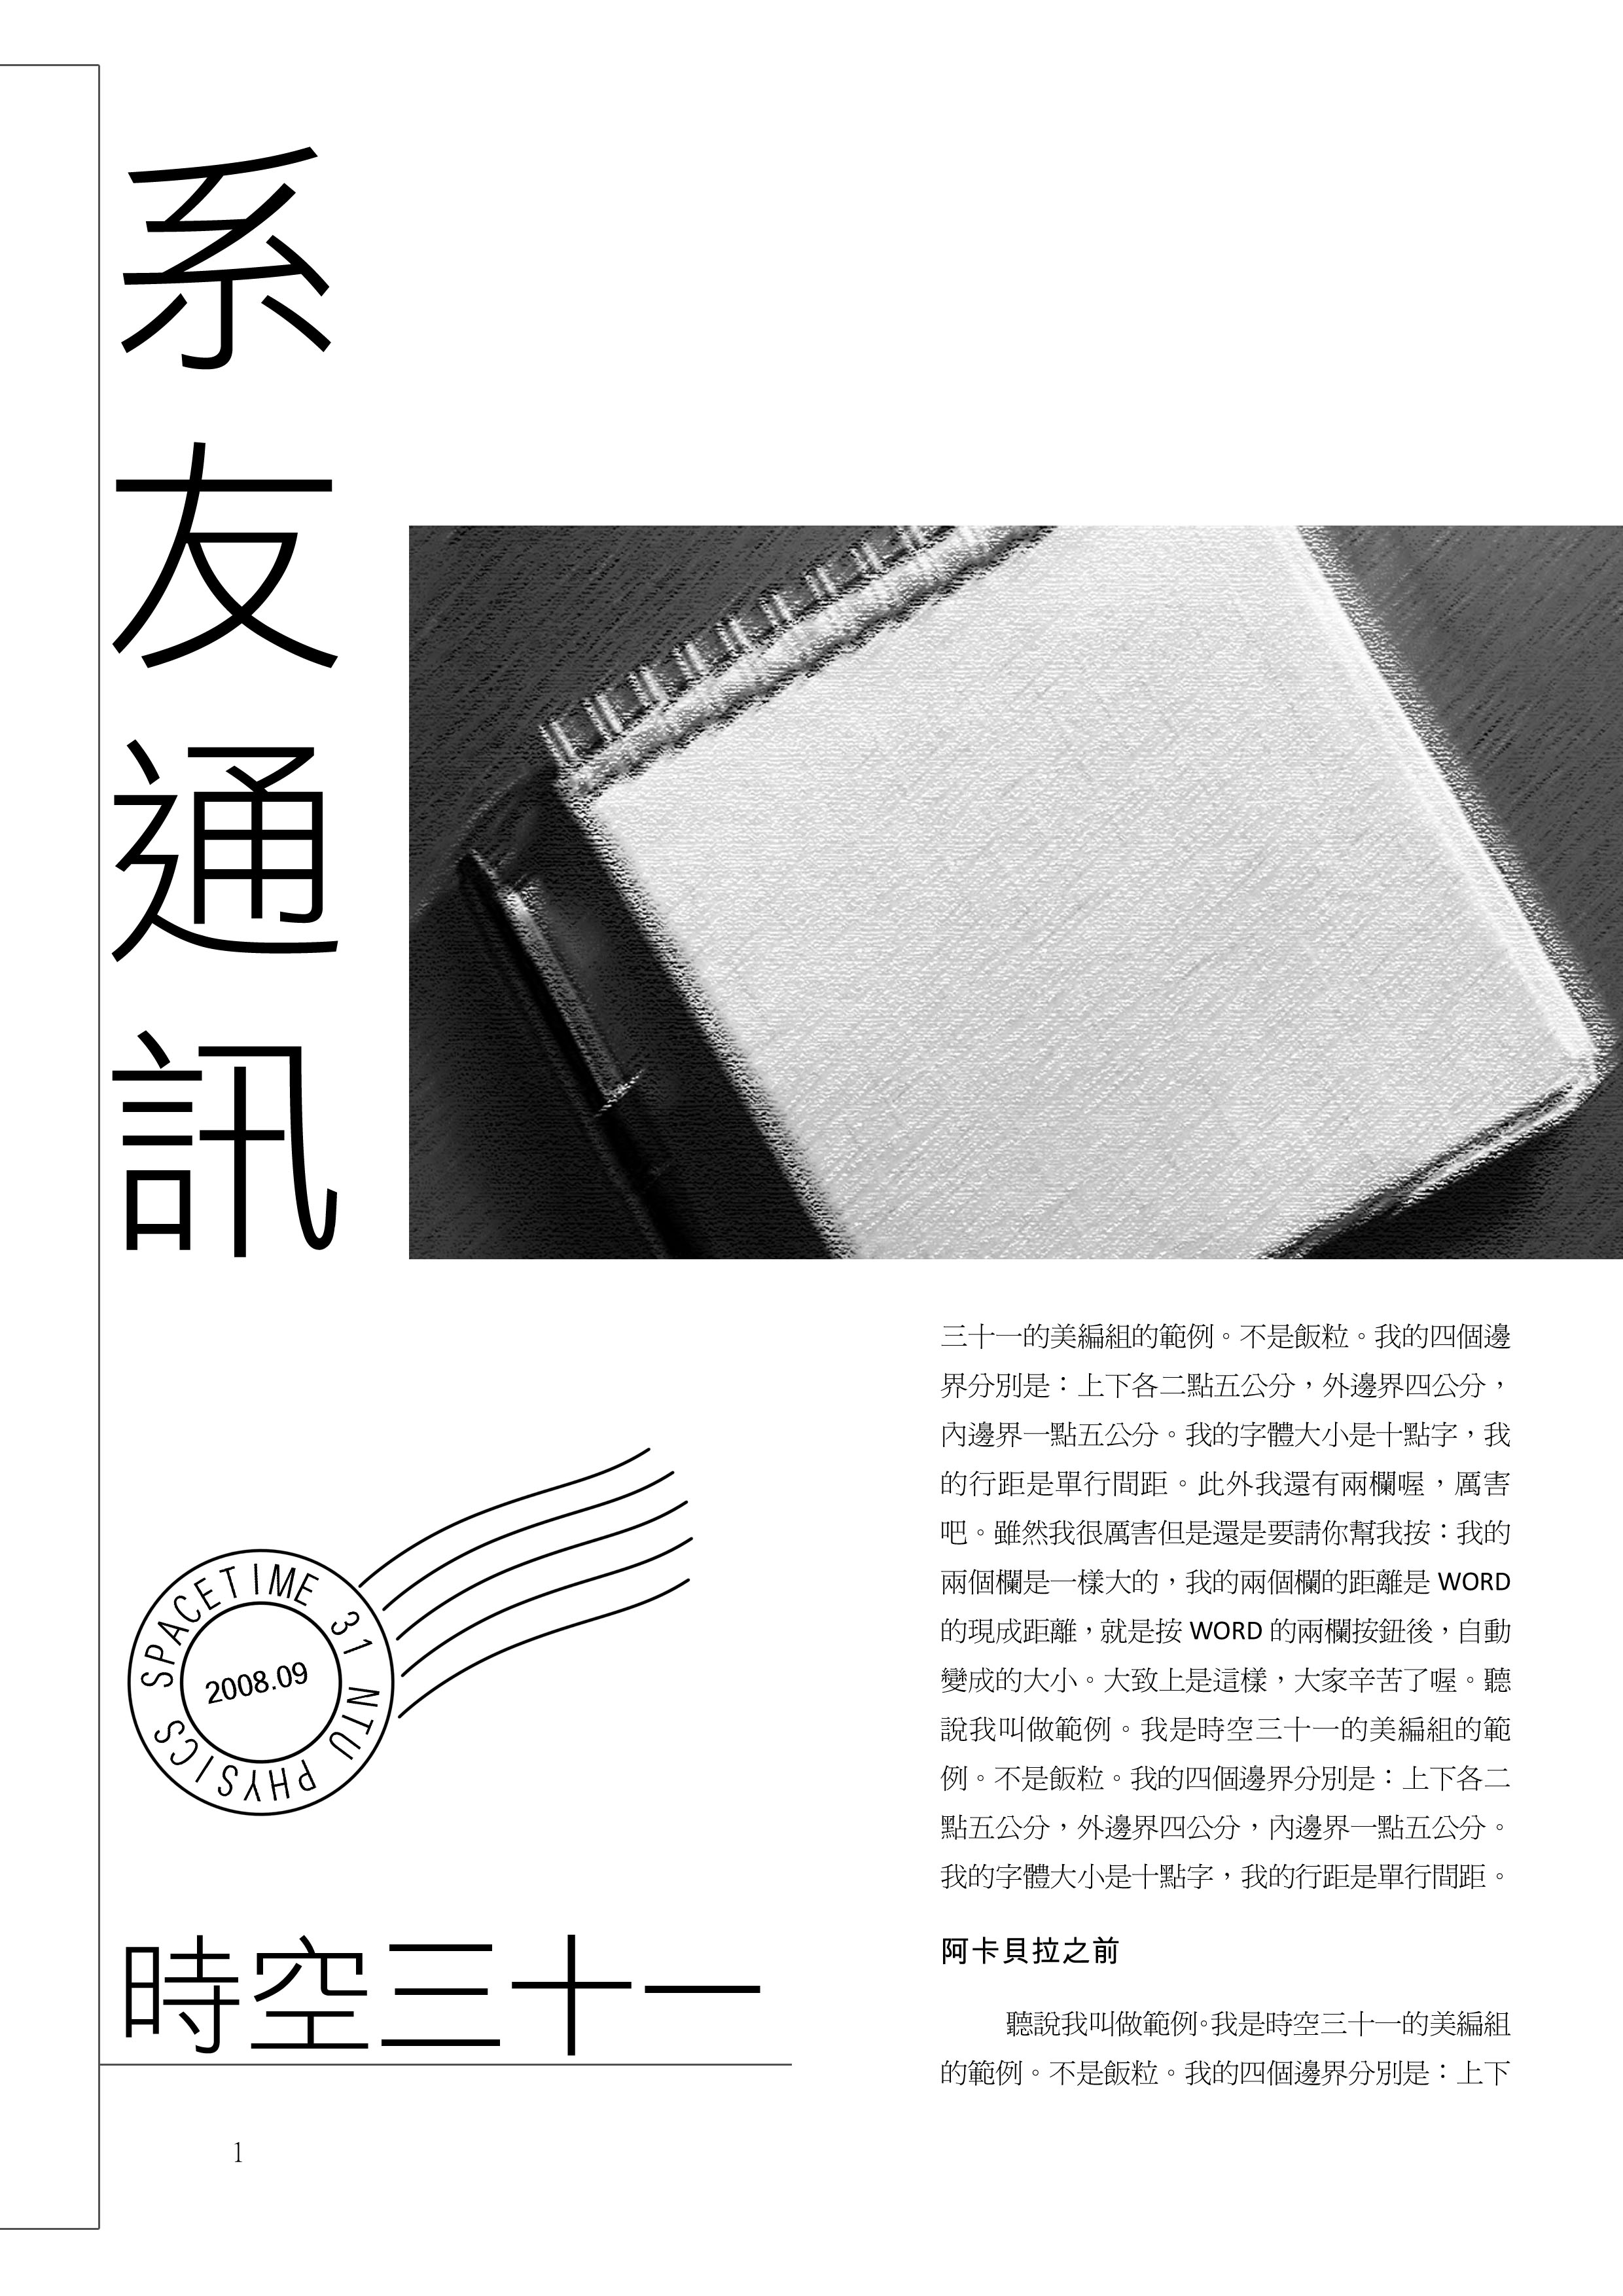 系友通訊
SPACETIME 31 NTU PHYSICS
2008.09
時空三十一
三十一的美編組的範例。不是飯粒。我的四個邊
界分別是：上下各二點五公分，外邊界四公分，
內邊界一點五公分。我的字體大小是十點字，我
的行距是單行間距。此外我還有兩欄喔，厲害
吧。雖然我很厲害但是還是要請你幫我按：我的
兩個欄是一樣大的，我的兩個欄的距離是 WORD
的現成距離，就是按 WORD 的兩欄按鈕後，自動
變成的大小。大致上是這樣，大家辛苦了喔。聽
說我叫做範例。我是時空三十一的美編組的範
例。不是飯粒。我的四個邊界分別是：上下各二
點五公分，外邊界四公分，內邊界一點五公分。
我的字體大小是十點字，我的行距是單行間距。
阿卡貝拉之前
聽說我叫做範例。我是時空三十一的美編組
的範例。不是飯粒。我的四個邊界分別是：上下
1